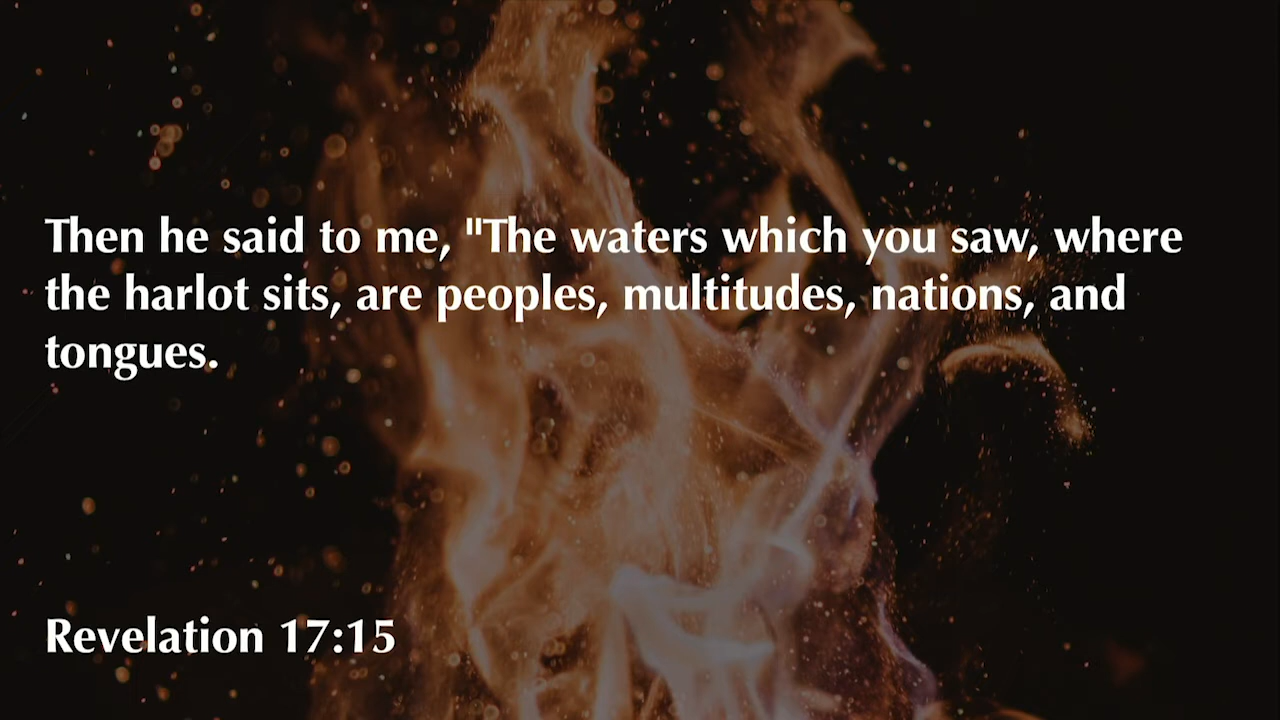 Then he said to me, "The waters which you saw, where
the harlot sits, are peoples, multitudes, nations, and
tongues.
Revelation 17:15